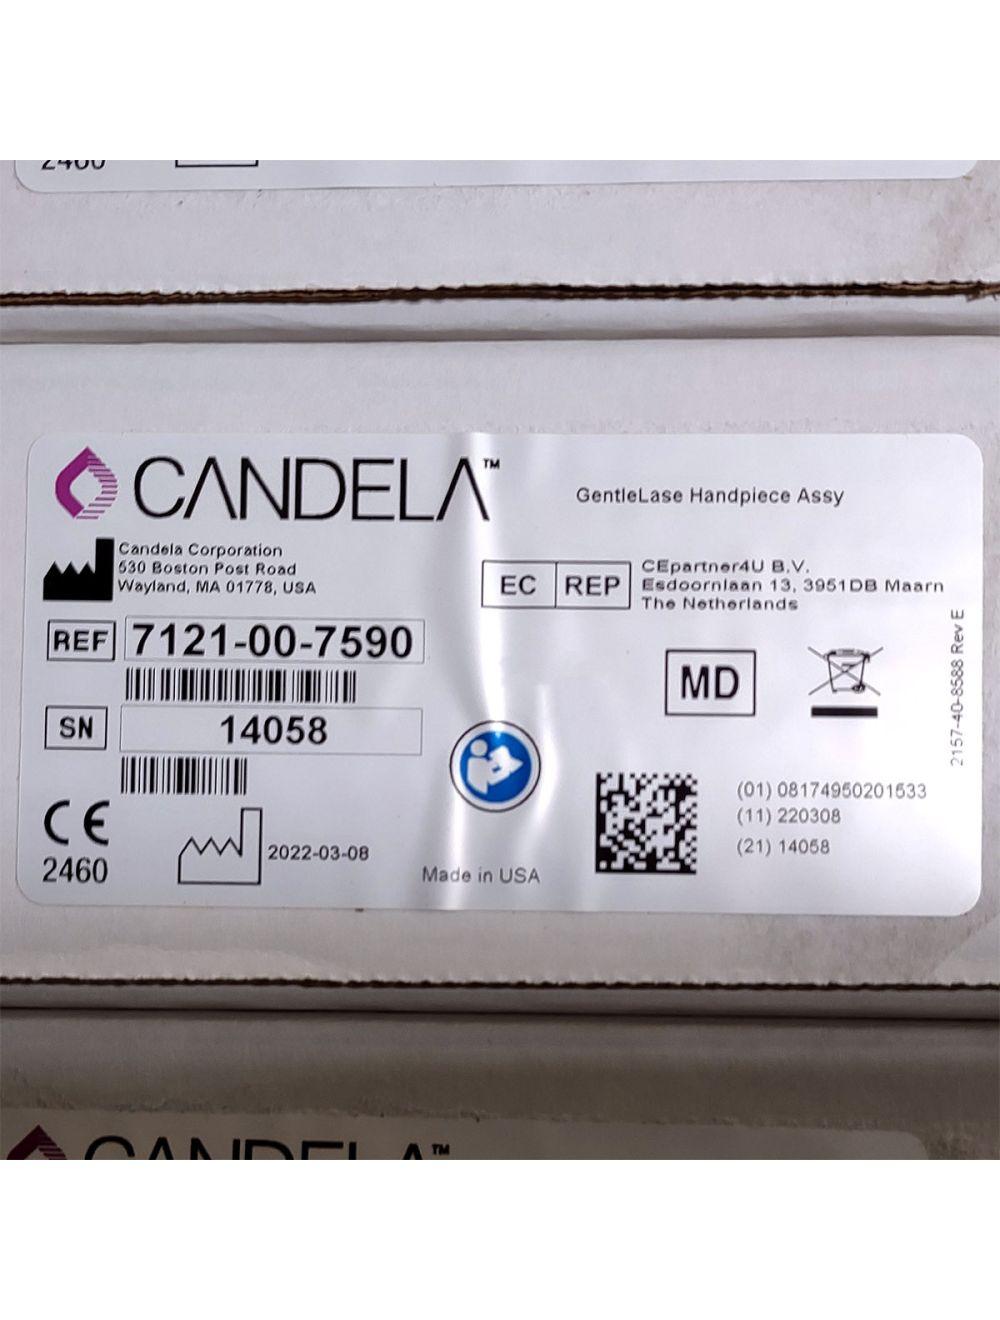 2460
CANDELA™
GentleLase Handpiece Assy
Candela Corporation
530 Boston Post Road
Wayland, MA 01778, USA
EC REP
CEpartner4U B.V.
Esdoornlaan 13, 3951DB Maarn
The Netherlands
REF 7121-00-7590
SN 14058
MD
2157-40-8588 Rev E
CE
2460
2022-03-08
Made in USA
(01) 08174950201533
(11) 220308
(21) 14058
CANDELA™